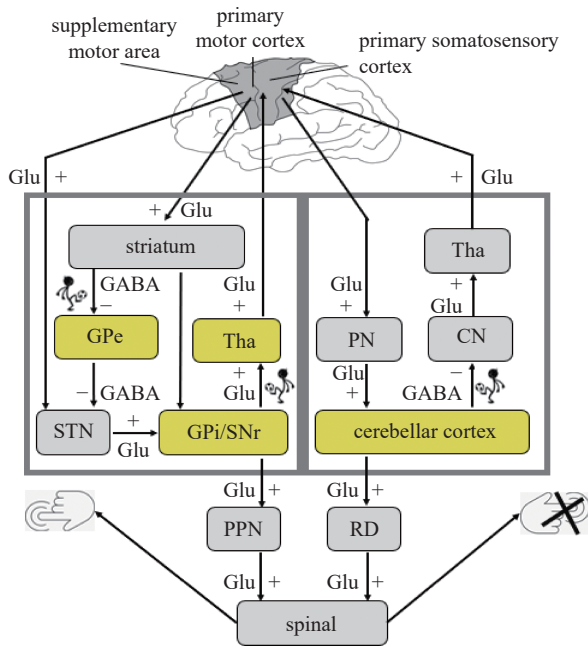 primary
motor cortex
supplementary
motor area
primary somatosensory
cortex
Glu +
+ Glu
+ Glu
striatum
Tha
GABA
−
Glu
+
Glu
+
+
Glu
GPe
Tha
PN
CN
− GABA
+
Glu
Glu
+
GABA
−
STN
+
Glu
GPi/SNr
cerebellar cortex
Glu +
Glu +
PPN
RD
Glu +
Glu +
spinal